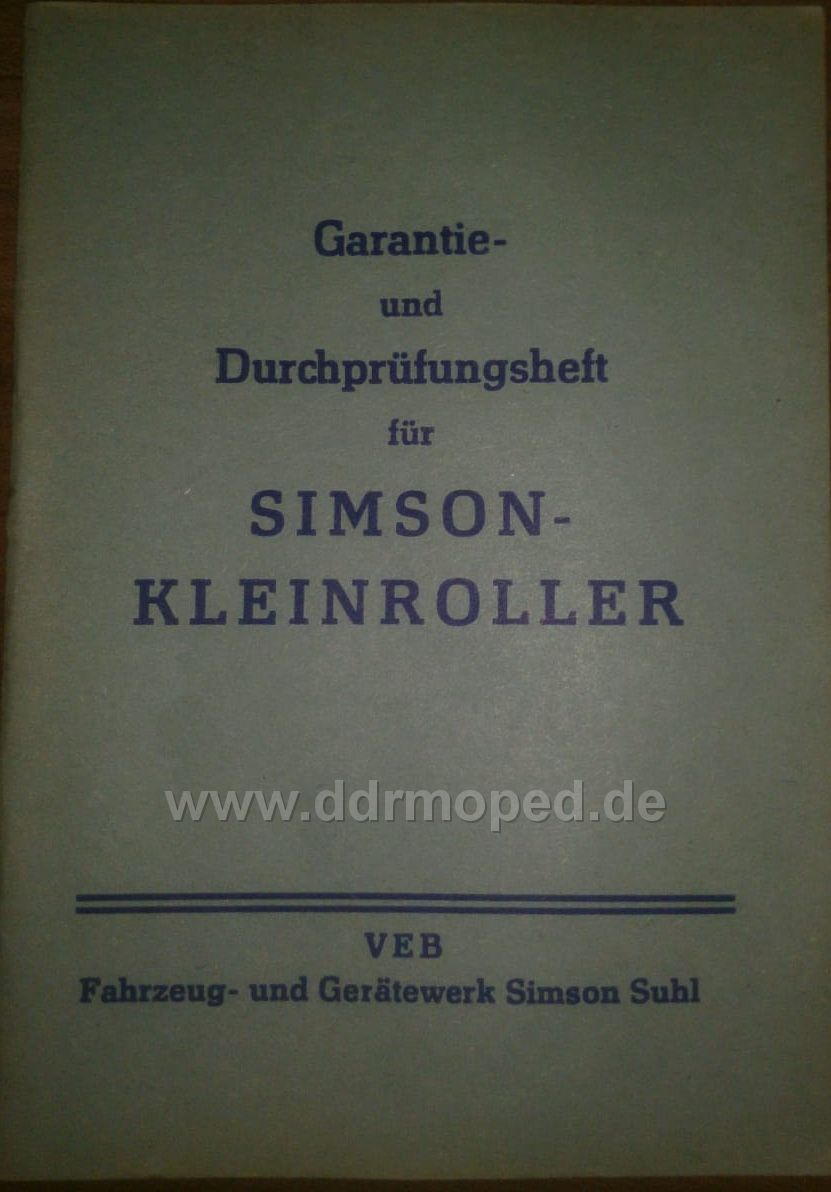 Garantie-
und
Durchprüfungsheft
für
SIMSON-
KLEINROLLER
www.ddrmoped.de
VEB
Fahrzeug- und Gerätewerk Simson Suhl